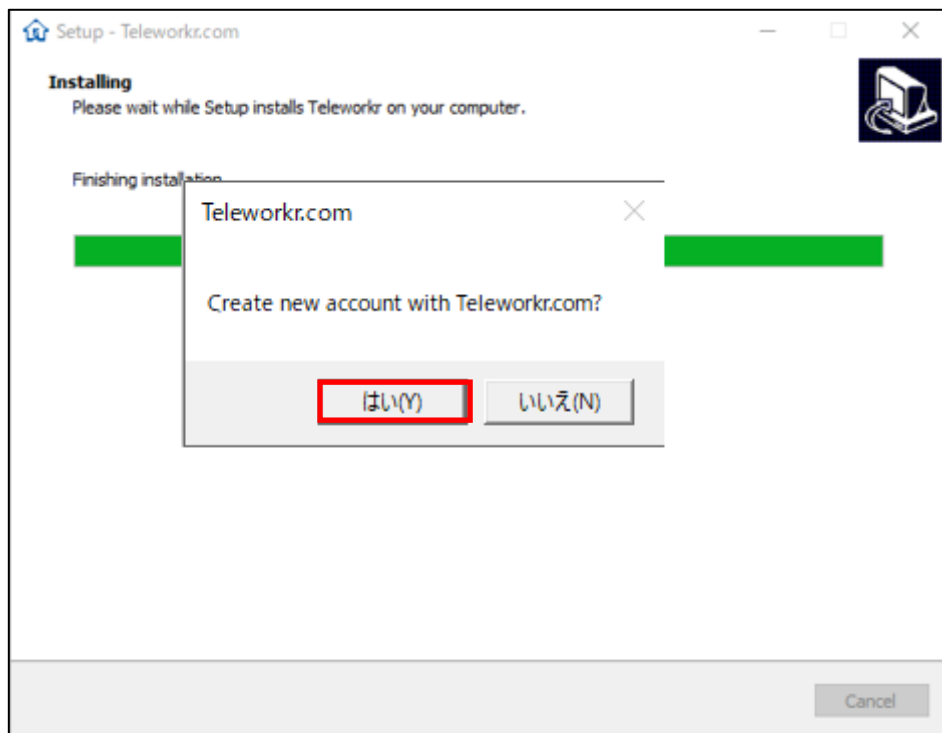 Setup - Teleworkr.com
Installing
Please wait while Setup installs Teleworkr on your computer.
Finishing installation
Teleworkr.com
Create new account with Teleworkr.com?
はい(Y)
いいえ(N)
Cancel